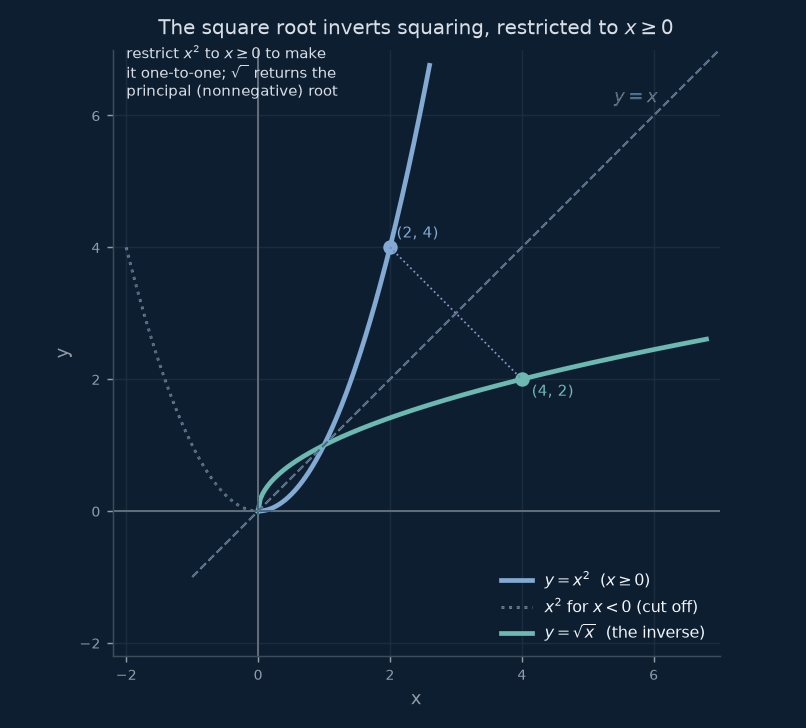 The square root inverts squaring, restricted to x ≥ 0
restrict x² to x ≥ 0 to make
it one-to-one; √ returns the
principal (nonnegative) root
y = x
6
(2, 4)
4
2
(4, 2)
0
y
y = x² (x ≥ 0)
x² for x < 0 (cut off)
y = √x (the inverse)
−2
−2 0 2 4 6
x